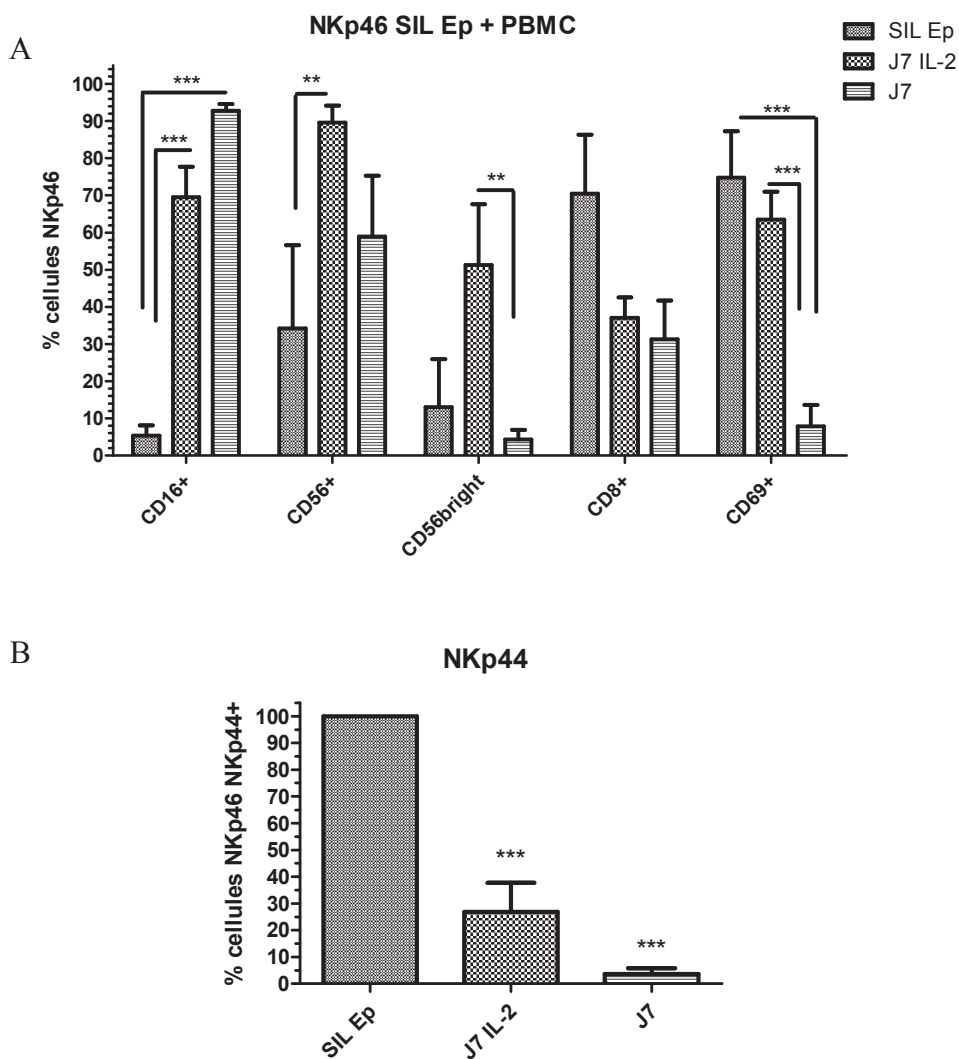 A
NKp46 SIL Ep + PBMC
SIL Ep
J7 IL-2
J7
% cellules NKp46
100
90
80
70
60
50
40
30
20
10
0
***
***
**
**
***
***
CD16+
CD56+
CD56bright
CD8+
CD69+
B
NKp44
% cellules NKp46 NKp44+
100
90
80
70
60
50
40
30
20
10
0
***
***
SIL Ep
J7 IL-2
J7